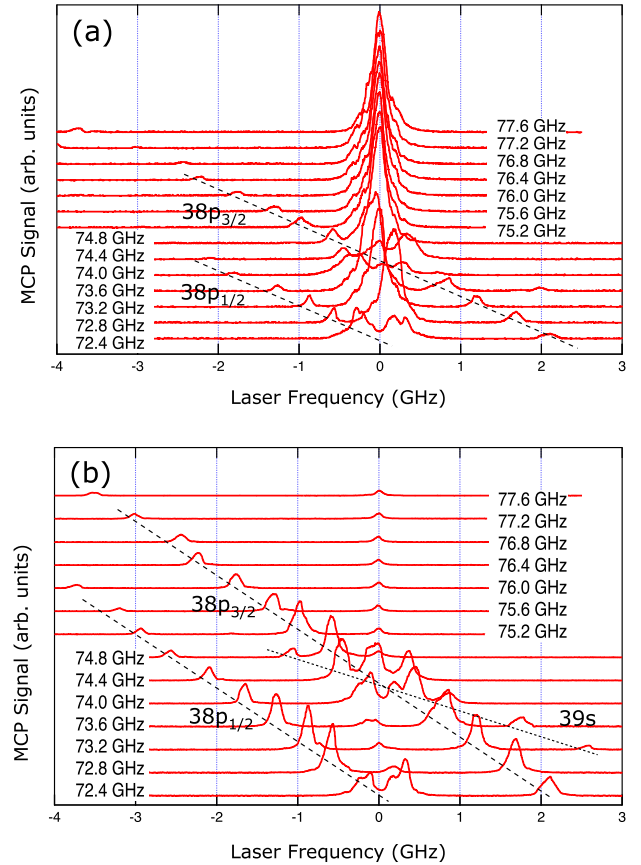 (a)
MCP Signal (arb. units)
77.6 GHz
77.2 GHz
76.8 GHz
76.4 GHz
76.0 GHz
75.6 GHz
75.2 GHz
38p3/2
74.8 GHz
74.4 GHz
74.0 GHz
73.6 GHz
38p1/2
73.2 GHz
72.8 GHz
72.4 GHz
-4 -3 -2 -1 0 1 2 3
Laser Frequency (GHz)
(b)
MCP Signal (arb. units)
77.6 GHz
77.2 GHz
76.8 GHz
76.4 GHz
76.0 GHz
75.6 GHz
75.2 GHz
38p3/2
74.8 GHz
74.4 GHz
74.0 GHz
73.6 GHz
38p1/2
39s
73.2 GHz
72.8 GHz
72.4 GHz
-4 -3 -2 -1 0 1 2 3
Laser Frequency (GHz)